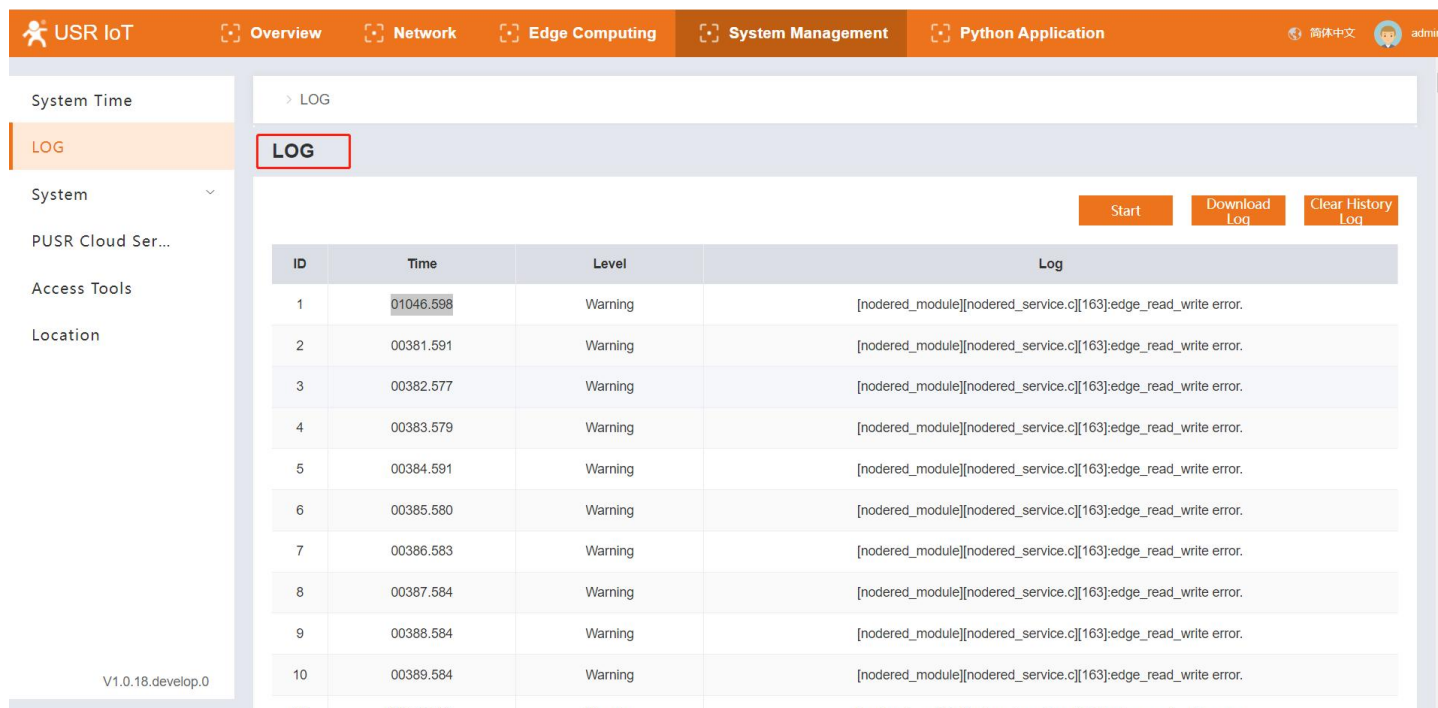 USR IoT Overview Network Edge Computing System Management Python Application 简体中文 admin
System Time
LOG
System
PUSR Cloud Ser...
Access Tools
Location
V1.0.18.develop.0
> LOG
LOG
Start Download Log Clear History Log
ID Time Level Log
1 01046.598 Warning [nodered_module][nodered_service.c][163]:edge_read_write error.
2 00381.591 Warning [nodered_module][nodered_service.c][163]:edge_read_write error.
3 00382.577 Warning [nodered_module][nodered_service.c][163]:edge_read_write error.
4 00383.579 Warning [nodered_module][nodered_service.c][163]:edge_read_write error.
5 00384.591 Warning [nodered_module][nodered_service.c][163]:edge_read_write error.
6 00385.580 Warning [nodered_module][nodered_service.c][163]:edge_read_write error.
7 00386.583 Warning [nodered_module][nodered_service.c][163]:edge_read_write error.
8 00387.584 Warning [nodered_module][nodered_service.c][163]:edge_read_write error.
9 00388.584 Warning [nodered_module][nodered_service.c][163]:edge_read_write error.
10 00389.584 Warning [nodered_module][nodered_service.c][163]:edge_read_write error.